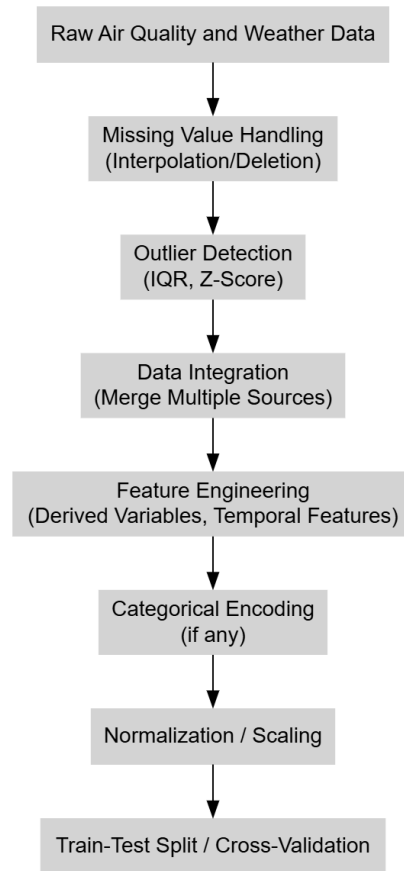 Raw Air Quality and Weather Data
Missing Value Handling
(Interpolation/Deletion)
Outlier Detection
(IQR, Z-Score)
Data Integration
(Merge Multiple Sources)
Feature Engineering
(Derived Variables, Temporal Features)
Categorical Encoding
(if any)
Normalization / Scaling
Train-Test Split / Cross-Validation